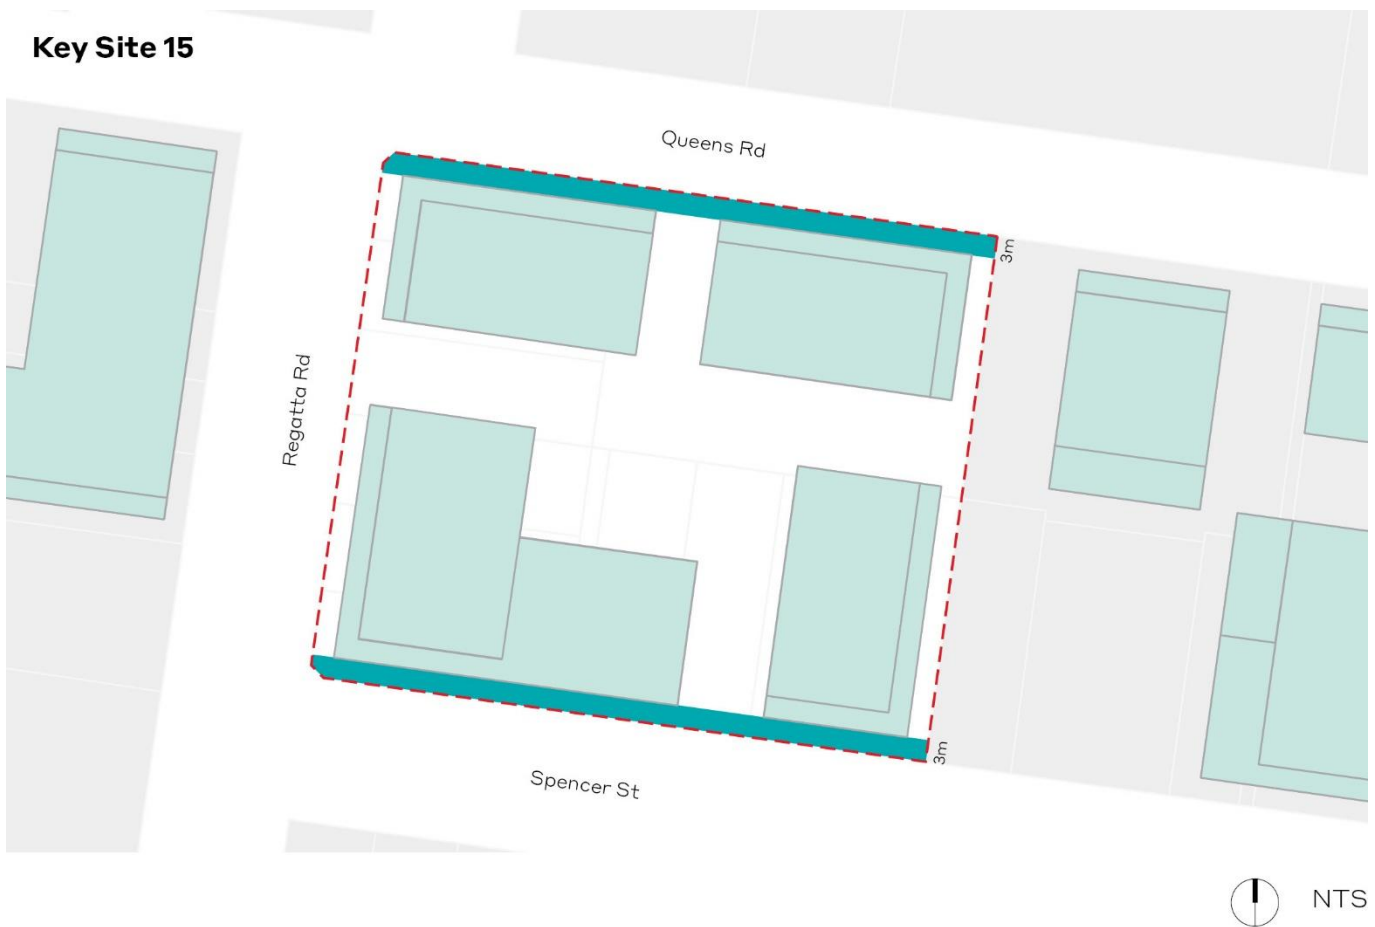 Key Site 15
Queens Rd
3m
Regatta Rd
3m
Spencer St
NTS